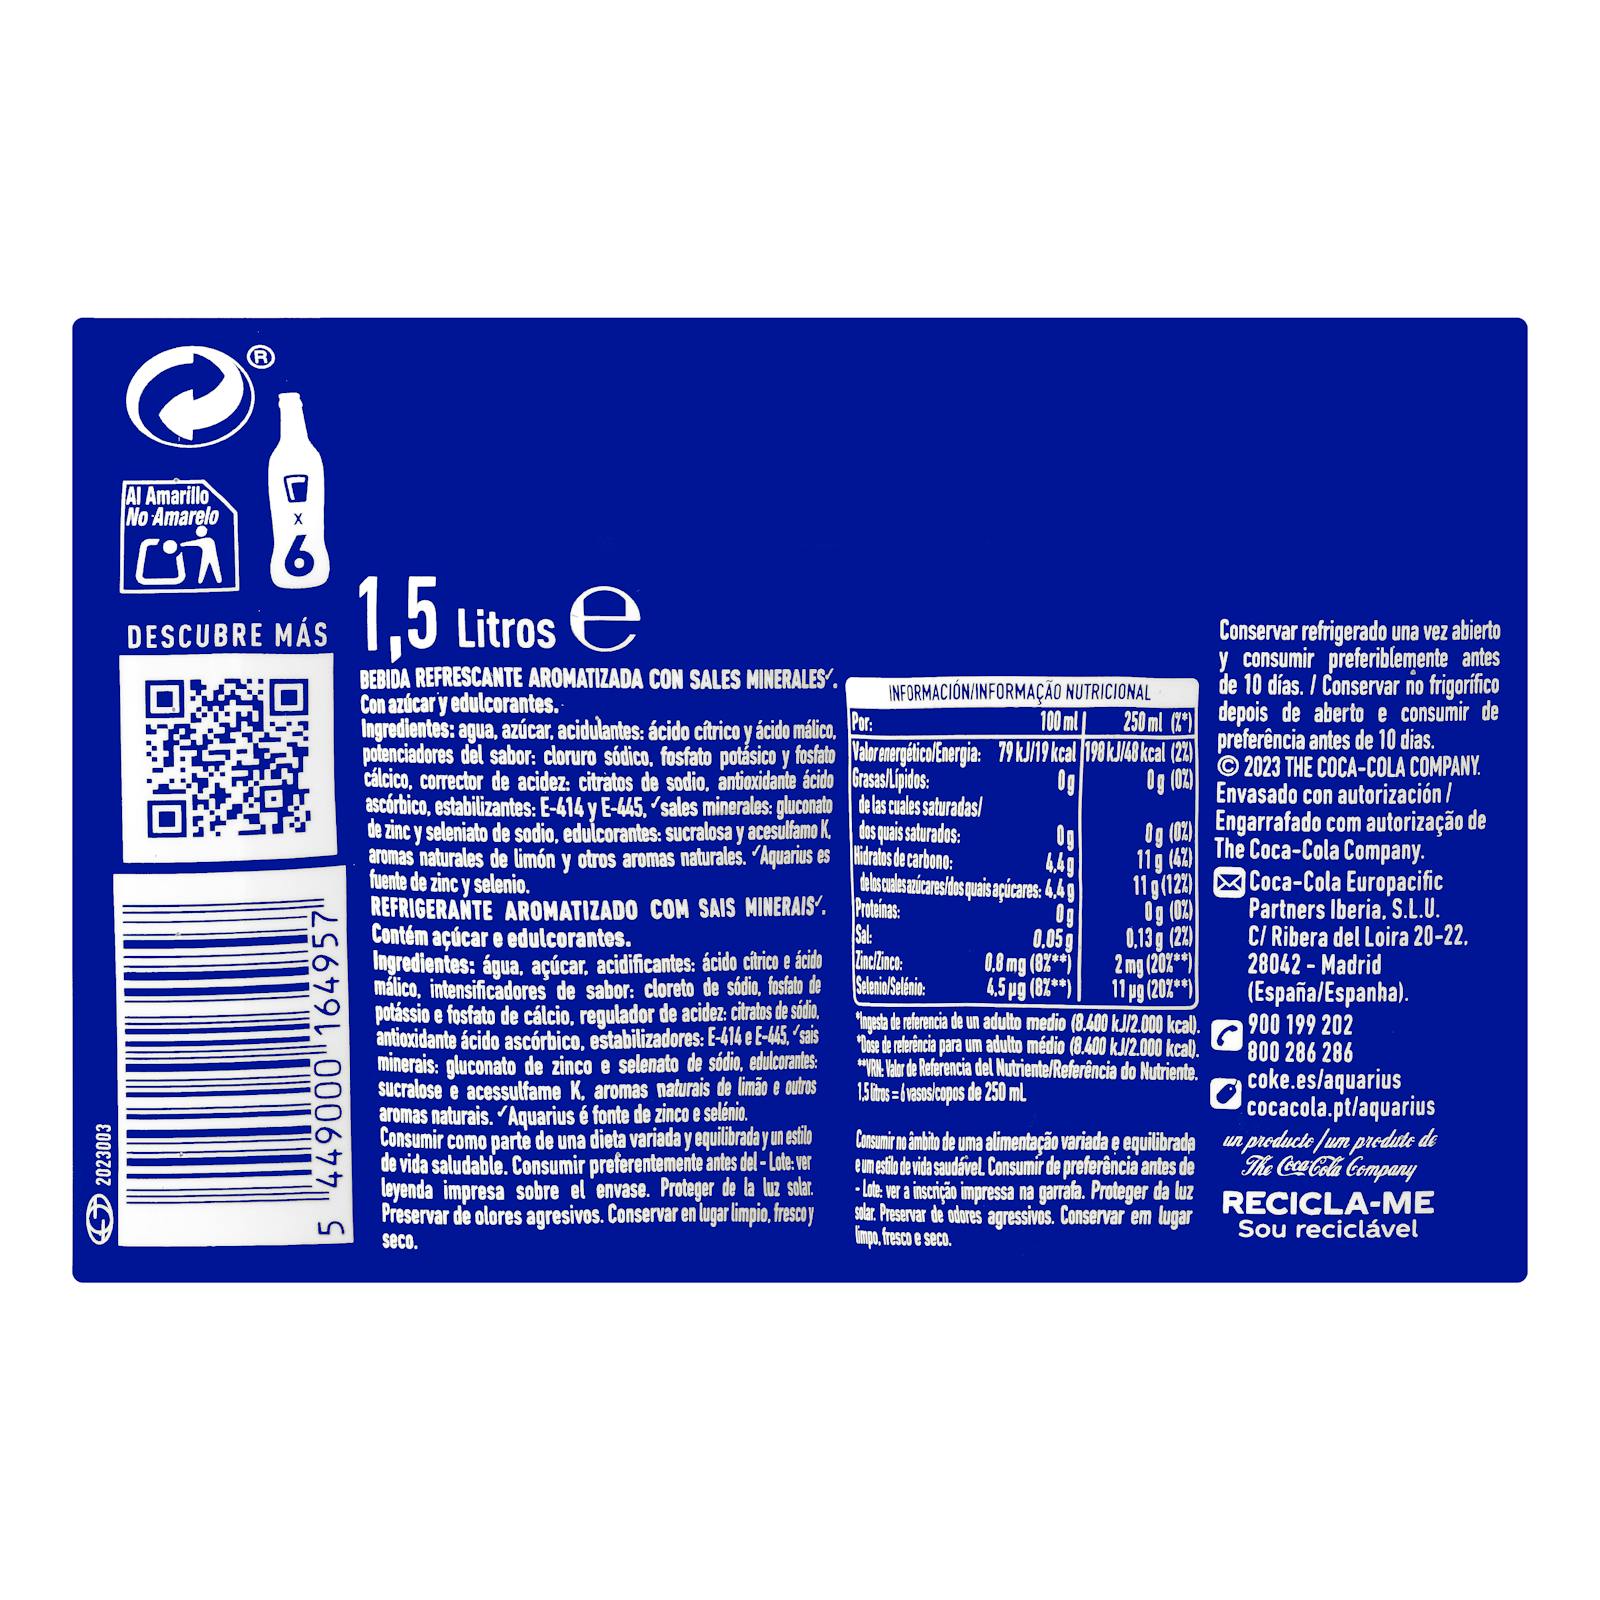 ®
Al Amarillo
No Amarelo
x
6
DESCUBRE MÁS
5 449000 164957
2023003
1,5 Litros e
BEBIDA REFRESCANTE AROMATIZADA CON SALES MINERALES✓.
Con azúcar y edulcorantes.
Ingredientes: agua, azúcar, acidulantes: ácido cítrico y ácido málico,
potenciadores del sabor: cloruro sódico, fosfato potásico y fosfato
cálcico, corrector de acidez: citratos de sodio, antioxidante ácido
ascórbico, estabilizantes: E-414 y E-445, ✓sales minerales: gluconato
de zinc y seleniato de sodio, edulcorantes: sucralosa y acesulfamo K,
aromas naturales de limón y otros aromas naturales. ✓Aquarius es
fuente de zinc y selenio.
REFRIGERANTE AROMATIZADO COM SAIS MINERAIS✓.
Contém açúcar e edulcorantes.
Ingredientes: água, açúcar, acidificantes: ácido cítrico e ácido
málico, intensificadores de sabor: cloreto de sódio, fosfato de
potássio e fosfato de cálcio, regulador de acidez: citratos de sódio,
antioxidante ácido ascórbico, estabilizadores: E-414 e E-445, ✓sais
minerais: gluconato de zinco e selenato de sódio, edulcorantes:
sucralose e acessulfame K, aromas naturais de limão e outros
aromas naturais. ✓Aquarius é fonte de zinco e selénio.
Consumir como parte de una dieta variada y equilibrada y un estilo
de vida saludable. Consumir preferentemente antes del - Lote: ver
leyenda impresa sobre el envase. Proteger de la luz solar.
Preservar de olores agresivos. Conservar en lugar limpio, fresco y
seco.
INFORMACIÓN/INFORMAÇÃO NUTRICIONAL
Por: 100 ml 250 ml (%*)
Valor energético/Energia: 79 kJ/19 kcal 198 kJ/48 kcal (2%)
Grasas/Lípidos: 0 g 0 g (0%)
de las cuales saturadas/
dos quais saturados: 0 g 0 g (0%)
Hidratos de carbono: 4,4 g 11 g (4%)
de los cuales azúcares/dos quais açúcares: 4,4 g 11 g (12%)
Proteínas: 0 g 0 g (0%)
Sal: 0,05 g 0,13 g (2%)
Zinc/Zinco: 0,8 mg (8%**) 2 mg (20%**)
Selenio/Selénio: 4,5 µg (8%**) 11 µg (20%**)
*Ingesta de referencia de un adulto medio (8.400 kJ/2.000 kcal).
*Dose de referência para um adulto médio (8.400 kJ/2.000 kcal).
**VRN: Valor de Referencia del Nutriente/Referência do Nutriente.
1,5 litros = 6 vasos/copos de 250 ml.
Consumir no âmbito de uma alimentação variada e equilibrada
e um estilo de vida saudável. Consumir de preferência antes de
- Lote: ver a inscrição impressa na garrafa. Proteger da luz
solar. Preservar de odores agressivos. Conservar em lugar
limpo, fresco e seco.
Conservar refrigerado una vez abierto
y consumir preferiblemente antes
de 10 días. / Conservar no frigorífico
depois de aberto e consumir de
preferência antes de 10 dias.
© 2023 THE COCA-COLA COMPANY.
Envasado con autorización /
Engarrafado com autorização de
The Coca-Cola Company.
Coca-Cola Europacific
Partners Iberia, S.L.U.
C/ Ribera del Loira 20-22.
28042 - Madrid
(España/Espanha).
900 199 202
800 286 286
coke.es/aquarius
cocacola.pt/aquarius
un producto / um produto de
The Coca-Cola Company
RECICLA-ME
Sou reciclável